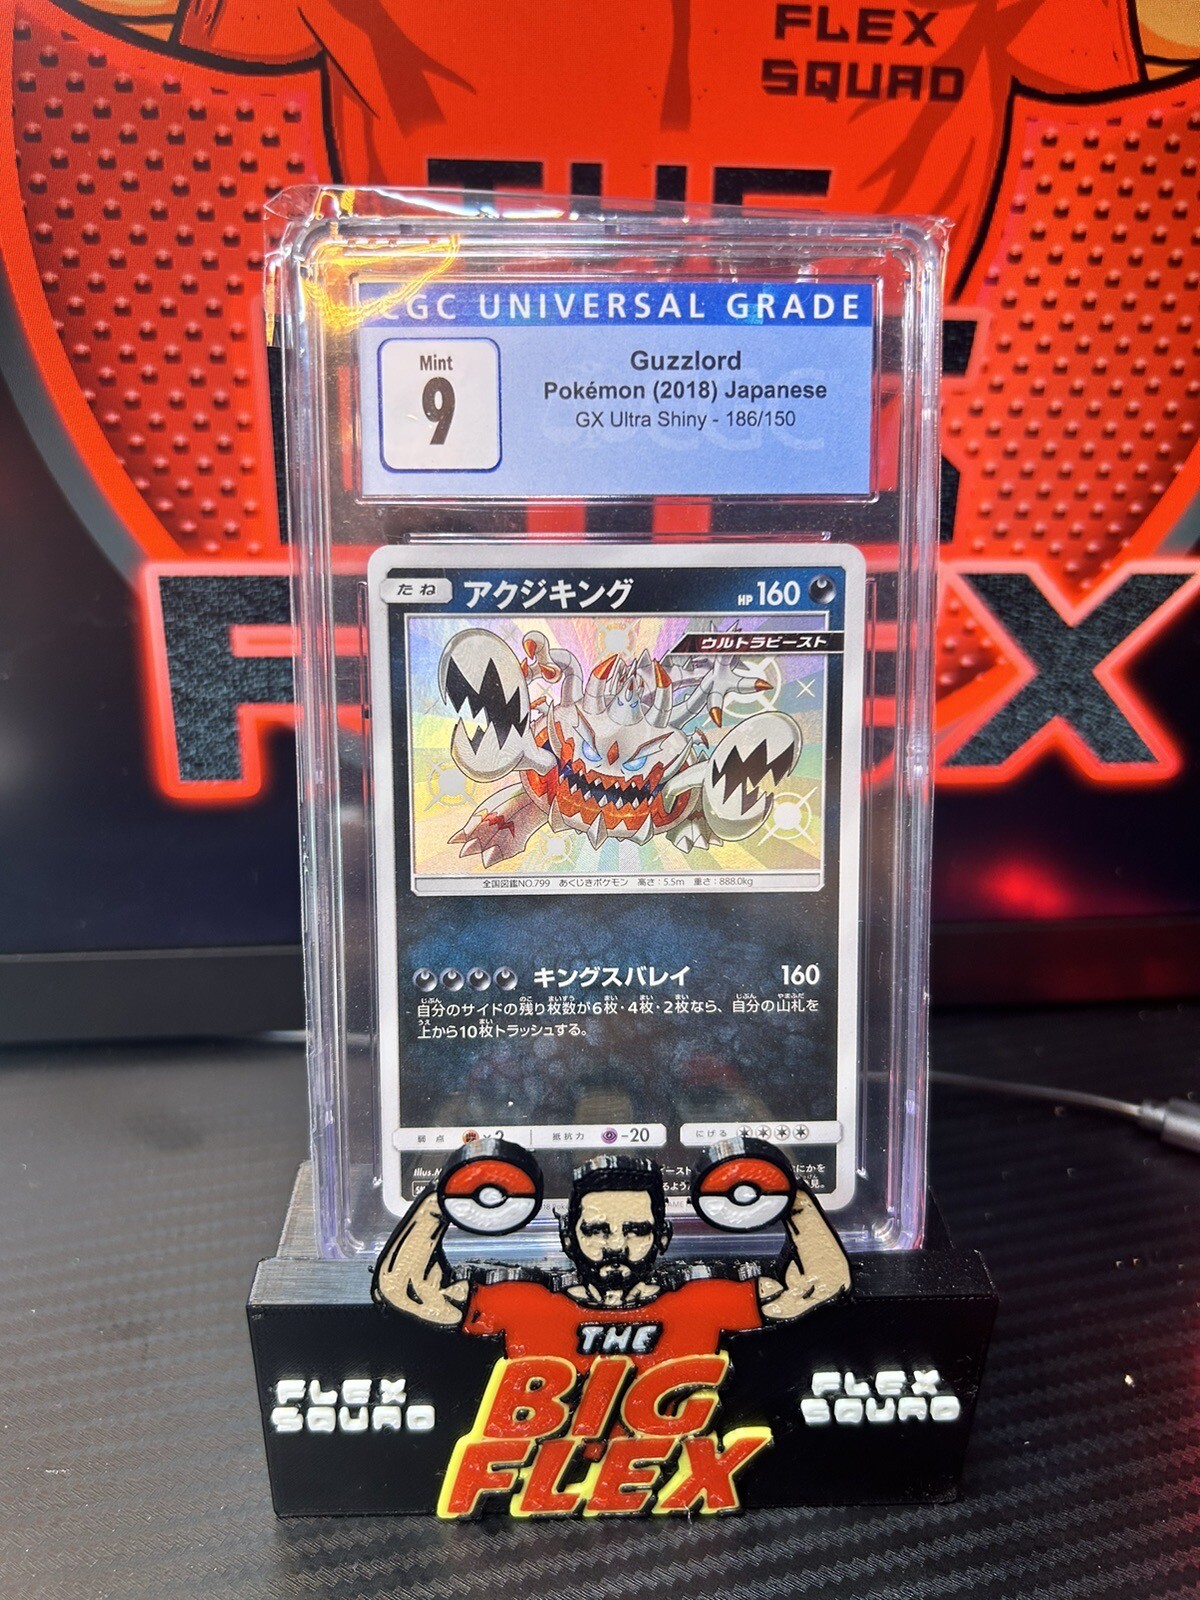 FLEX
SQUAD
THE
CGC UNIVERSAL GRADE
Mint
9
Guzzlord
Pokémon (2018) Japanese
GX Ultra Shiny - 186/150
F
EX
たね アクジキング HP 160
ウルトラビースト
全国図鑑NO.799 あくじきポケモン 高さ：5.5m 重さ：888.0kg
キングスバレイ 160
自分のサイドの残り枚数が6枚・4枚・2枚なら、自分の山札を
上から10枚トラッシュする。
弱点 ×2 抵抗力 -20 にげる
Illus.
THE
BIG
FLEX
FLEX
SQUAD
FLEX
SQUAD